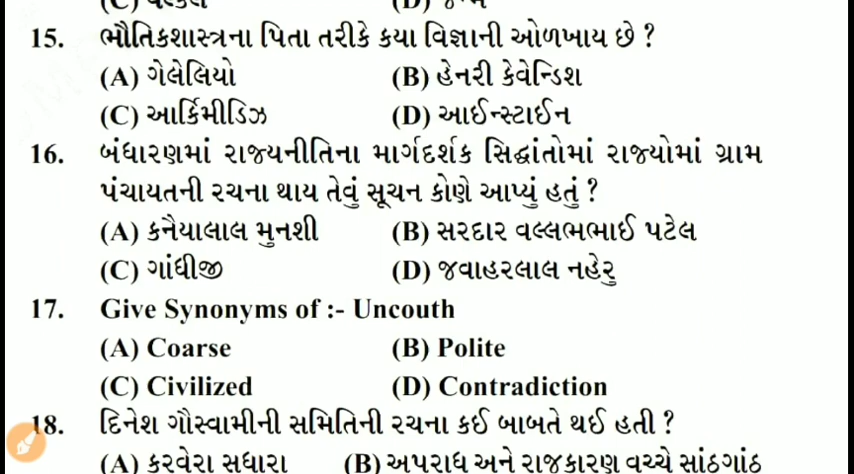 15. ભૌતિકશાસ્ત્રના પિતા તરીકે કયા વિજ્ઞાની ઓળખાય છે ?
(A) ગેલેલિયો (B) હેનરી કેવેન્ડિશ
(C) આર્કિમીડિઝ (D) આઈન્સ્ટાઈન
16. બંધારણમાં રાજ્યનીતિના માર્ગદર્શક સિદ્ધાંતોમાં રાજ્યોમાં ગ્રામ
પંચાયતની રચના થાય તેવું સૂચન કોણે આપ્યું હતું ?
(A) કનૈયાલાલ મુનશી (B) સરદાર વલ્લભભાઈ પટેલ
(C) ગાંધીજી (D) જવાહરલાલ નહેરુ
17. Give Synonyms of :- Uncouth
(A) Coarse (B) Polite
(C) Civilized (D) Contradiction
18. દિનેશ ગૌસ્વામીની સમિતિની રચના કઈ બાબતે થઈ હતી ?
(A) કરવેરા સુધારા (B) અપરાધ અને રાજકારણ વચ્ચે સાંઠગાંઠ